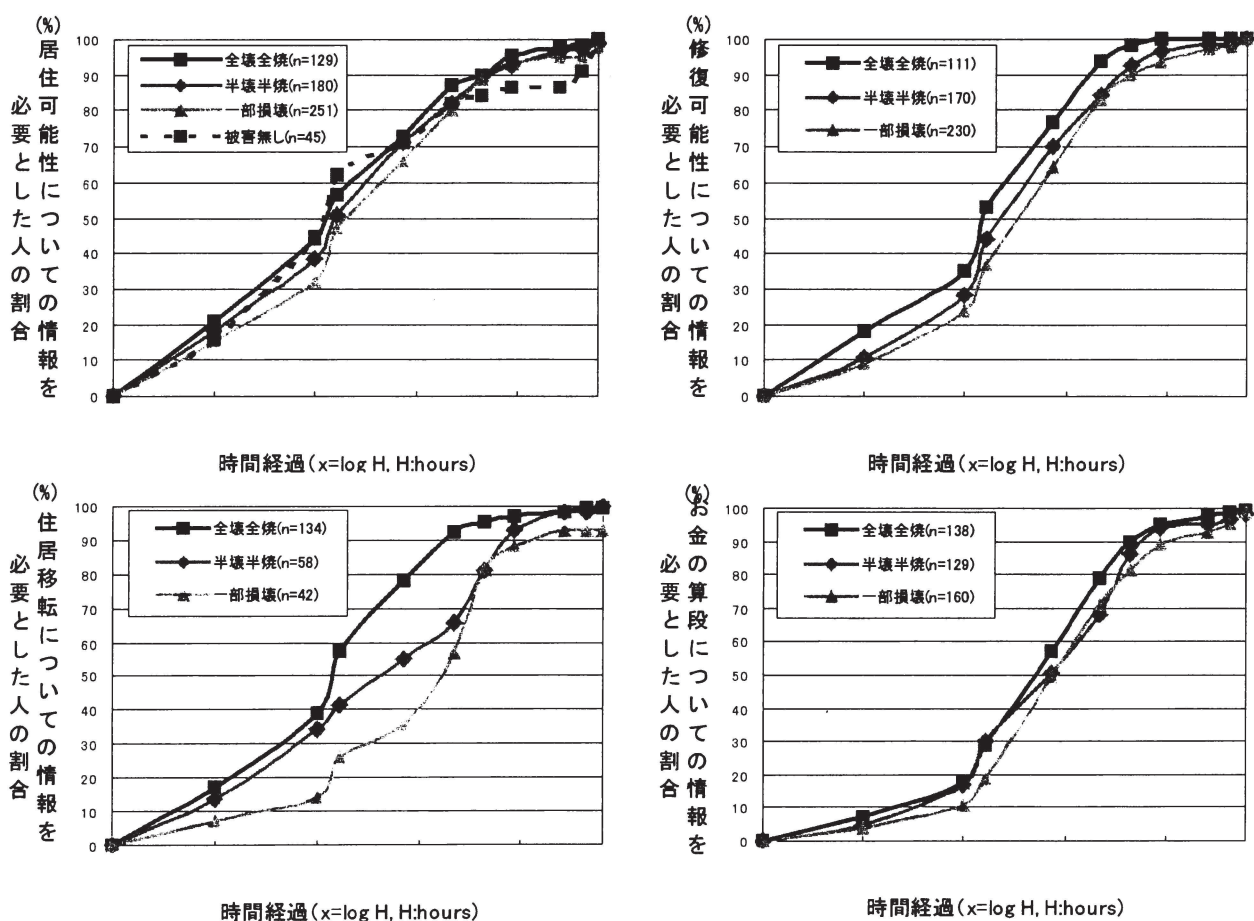 (%)
居住可能性についての情報を
必要とした人の割合
100
90
80
70
60
50
40
30
20
10
0
全壊全焼(n=129)
半壊半焼(n=180)
一部損壊(n=251)
被害無し(n=45)
時間経過(x=log H, H:hours)
(%)
修復可能性についての情報を
必要とした人の割合
100
90
80
70
60
50
40
30
20
10
0
全壊全焼(n=111)
半壊半焼(n=170)
一部損壊(n=230)
時間経過(x=log H, H:hours)
(%)
住居移転についての情報を
必要とした人の割合
100
90
80
70
60
50
40
30
20
10
0
全壊全焼(n=134)
半壊半焼(n=58)
一部損壊(n=42)
時間経過(x=log H, H:hours)
(%)
お金の算段についての情報を
必要とした人の割合
100
90
80
70
60
50
40
30
20
10
0
全壊全焼(n=138)
半壊半焼(n=129)
一部損壊(n=160)
時間経過(x=log H, H:hours)